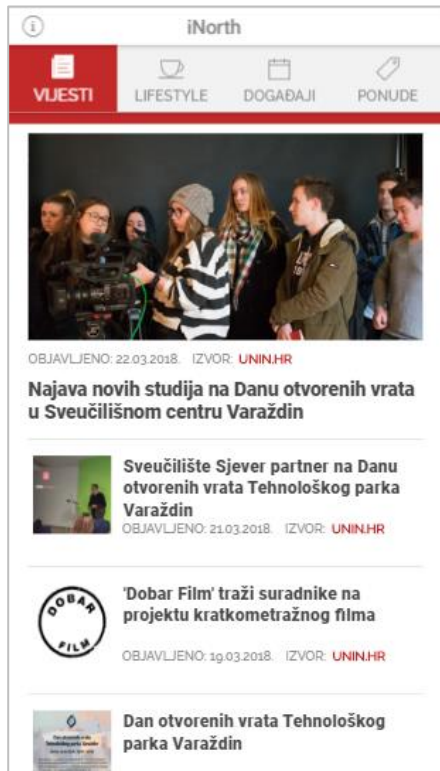 iNorth
VIJESTI
LIFESTYLE
DOGAĐAJI
PONUDE
OBJAVLJENO: 22.03.2018. IZVOR: UNIN.HR
Najava novih studija na Danu otvorenih vrata
u Sveučilišnom centru Varaždin
Sveučilište Sjever partner na Danu
otvorenih vrata Tehnološkog parka
Varaždin
OBJAVLJENO: 21.03.2018. IZVOR: UNIN.HR
DOBAR
FILM
'Dobar Film' traži suradnike na
projektu kratkometražnog filma
OBJAVLJENO: 19.03.2018. IZVOR: UNIN.HR
Dan otvorenih vrata Tehnološkog
parka Varaždin